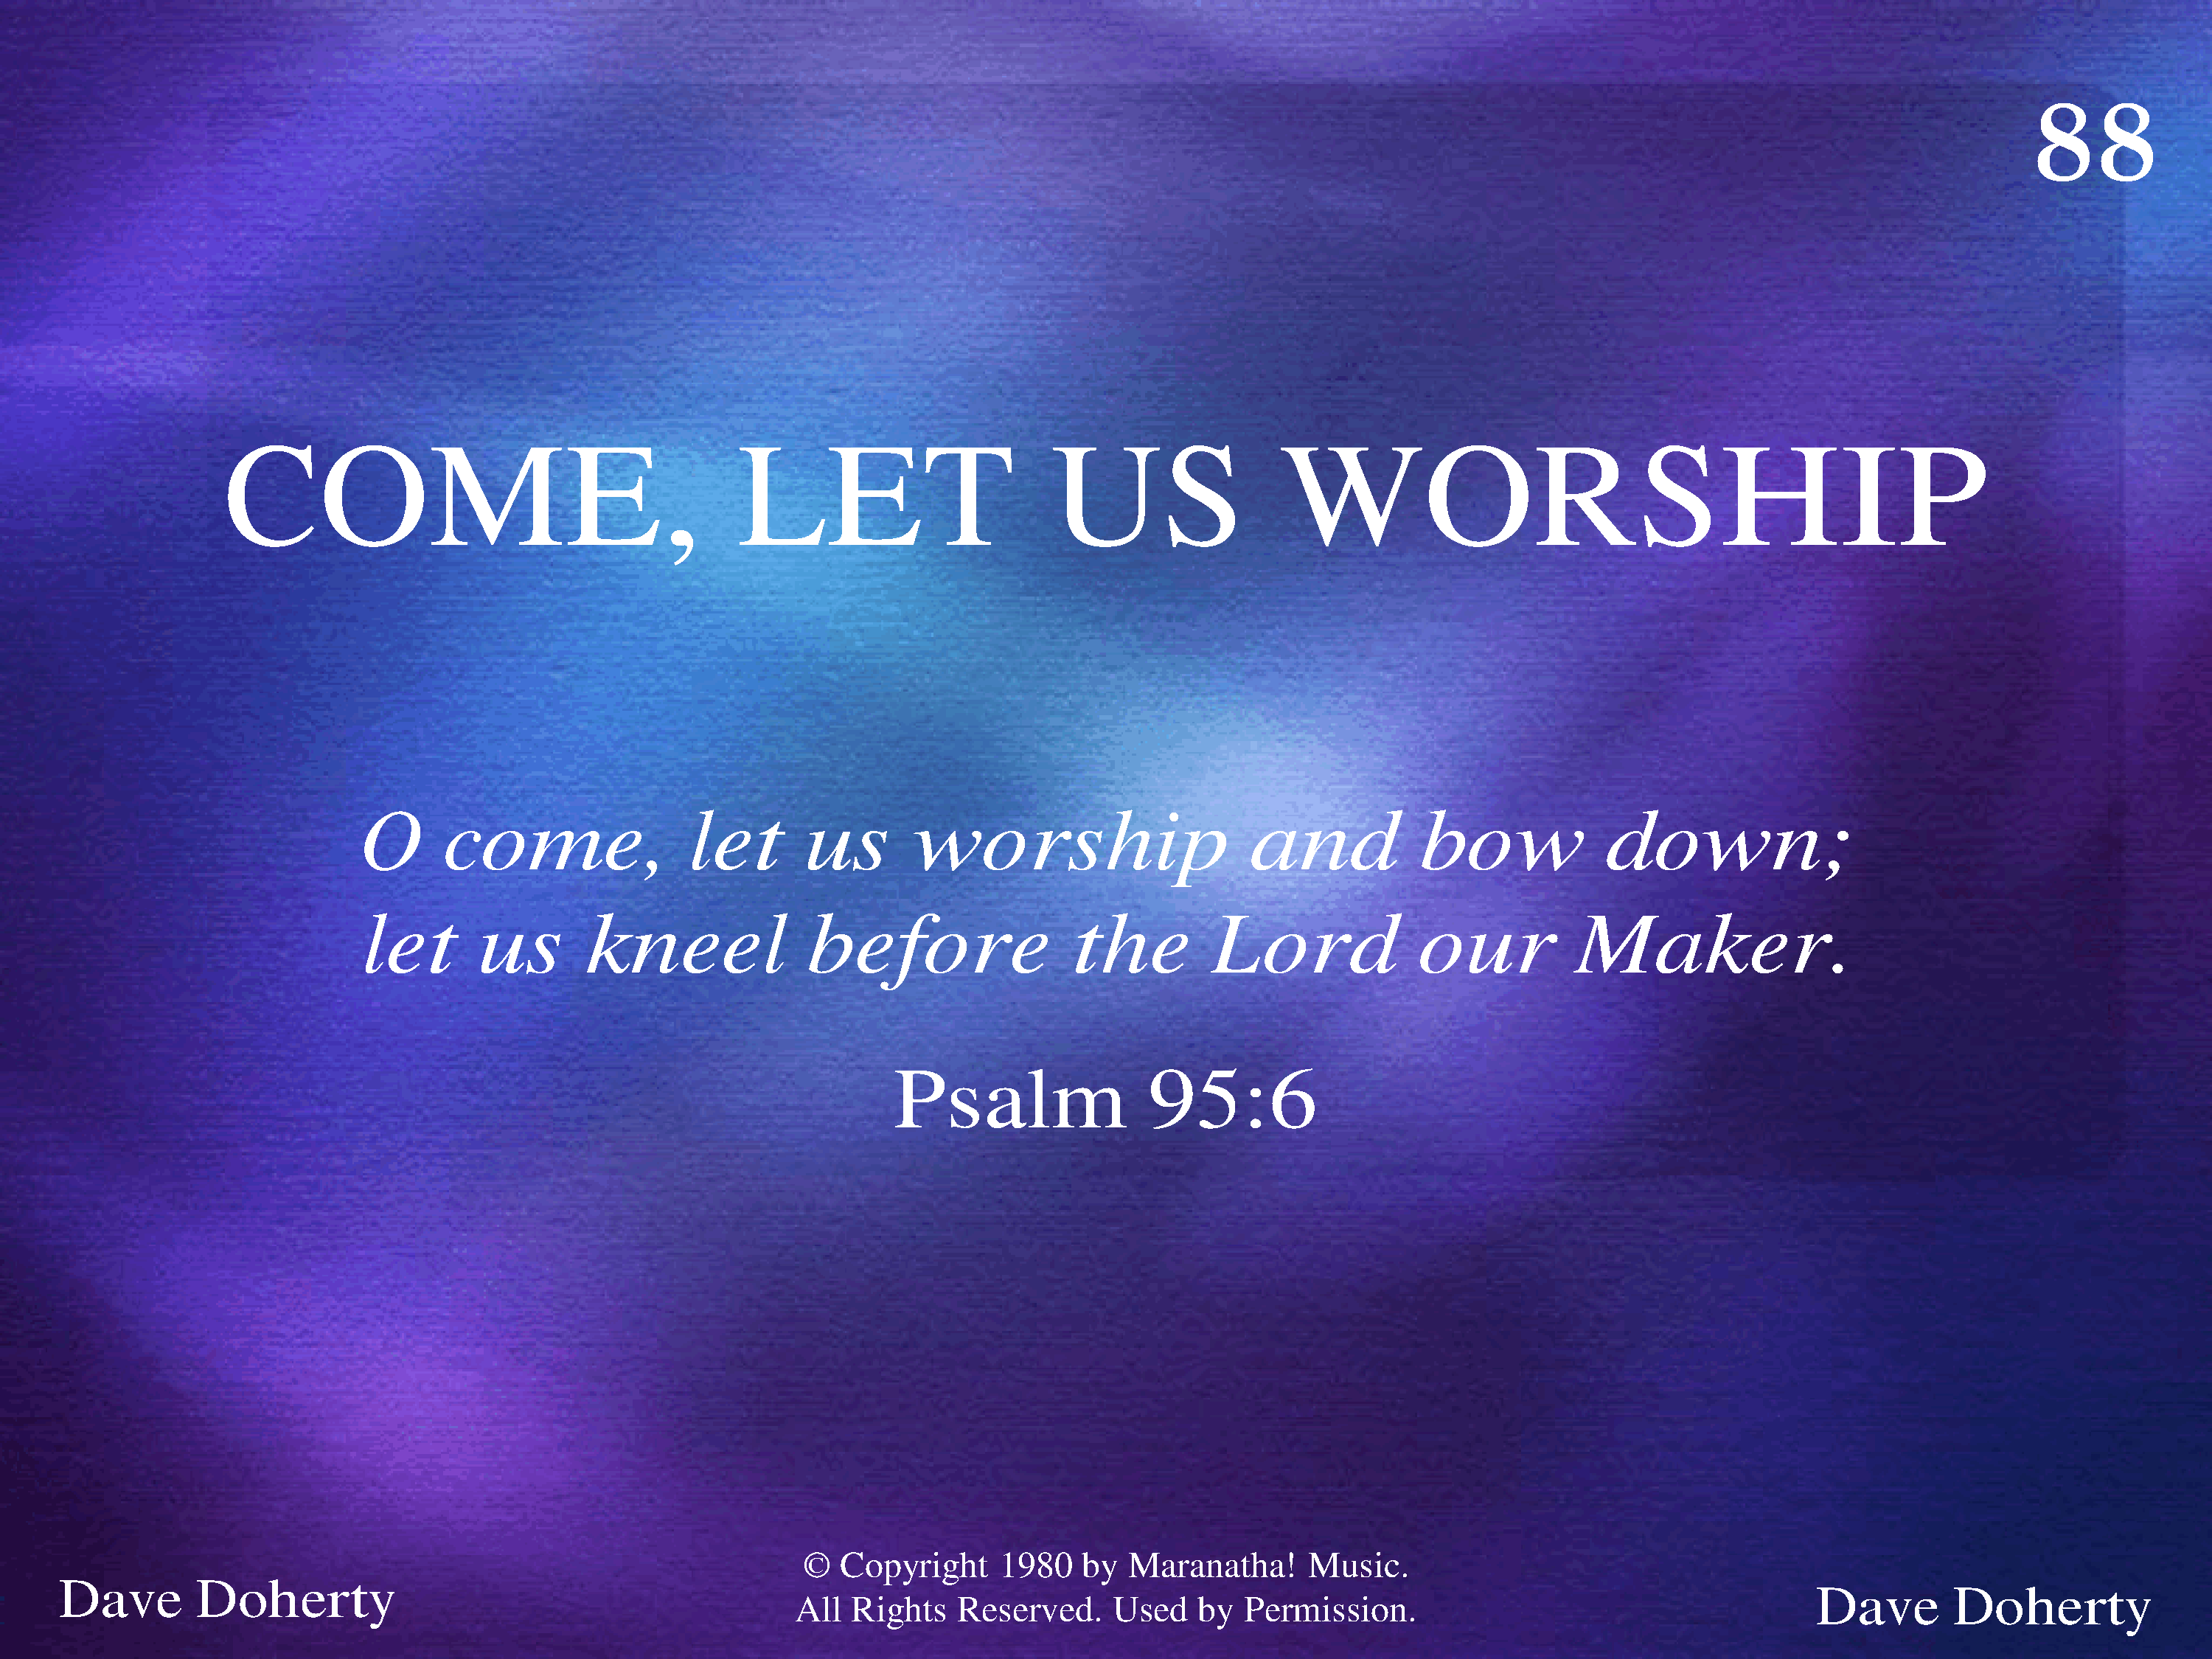 88
COME, LET US WORSHIP
O come, let us worship and bow down;
let us kneel before the Lord our Maker.
Psalm 95:6
© Copyright 1980 by Maranatha! Music.
All Rights Reserved. Used by Permission.
Dave Doherty
Dave Doherty